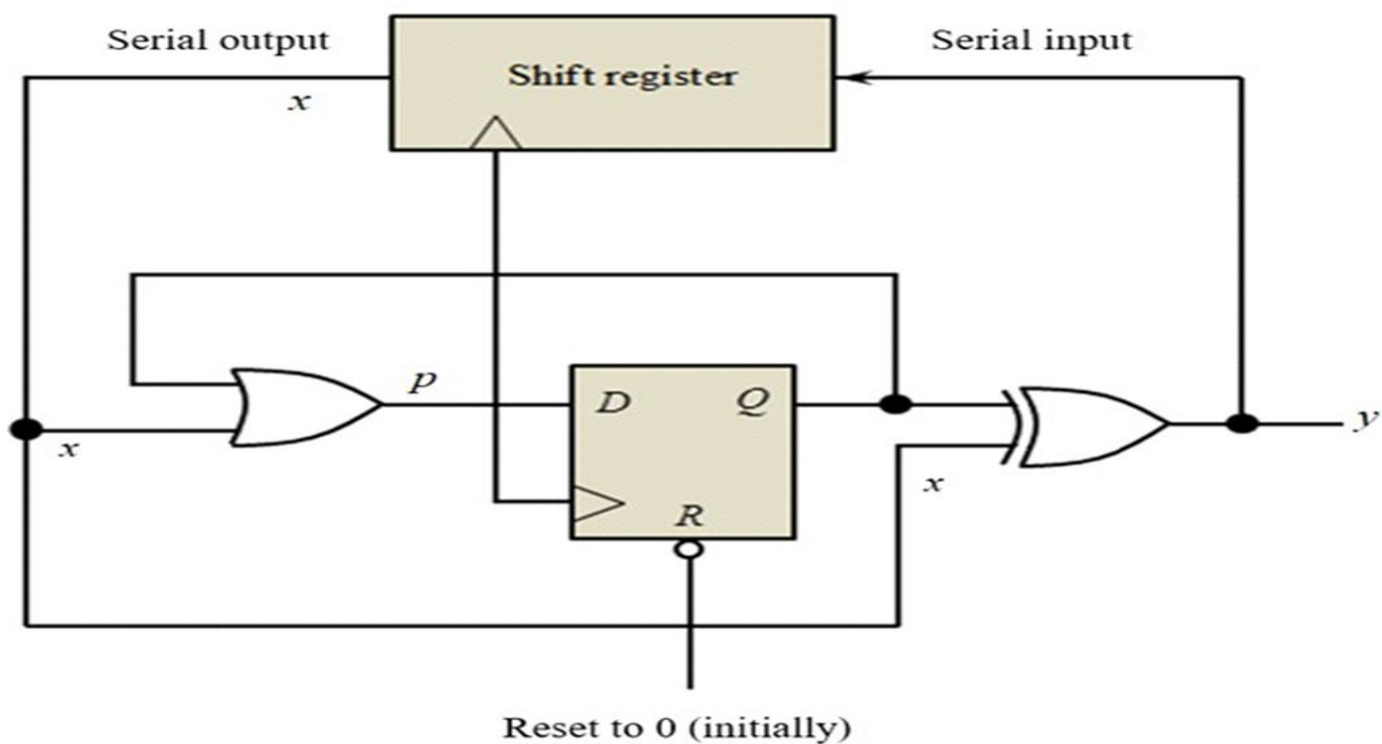 Serial output
Shift register
Serial input
x
p
D
Q
x
x
y
R
Reset to 0 (initially)